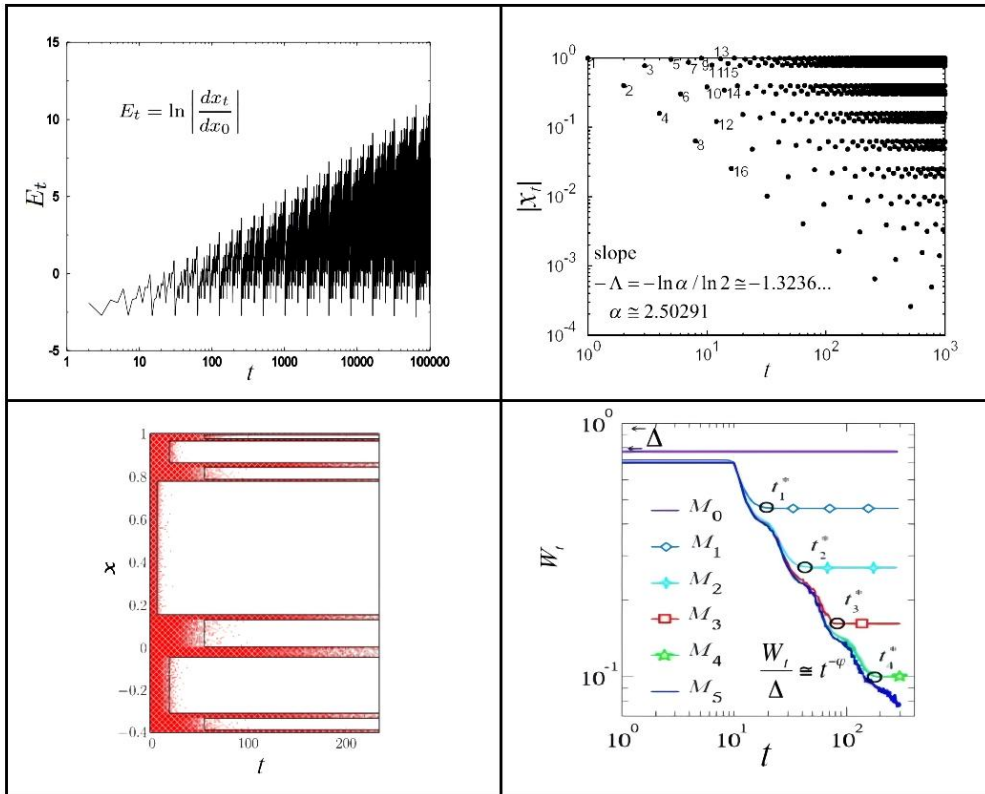 15
10
5
0
−5
E_t
E_t = ln |dx_t/dx_0|
1
10
100
1000
10000
100000
t
10^0
10^-1
10^-2
10^-3
10^-4
|x_t|
13
3
5
7
9
11
15
2
6
10
14
4
12
8
16
slope
−Λ = −ln α / ln 2 ≅ −1.3236...
α ≅ 2.50291
10^0
10^1
10^2
10^3
t
1
0.8
0.6
0.4
0.2
0
−0.2
−0.4
x
0
100
200
t
10^0
10^-1
W_t
Δ
t_1^*
t_2^*
t_3^*
t_4^*
M_0
M_1
M_2
M_3
M_4
M_5
W_t/Δ ≅ t^-φ
10^0
10^1
10^2
t